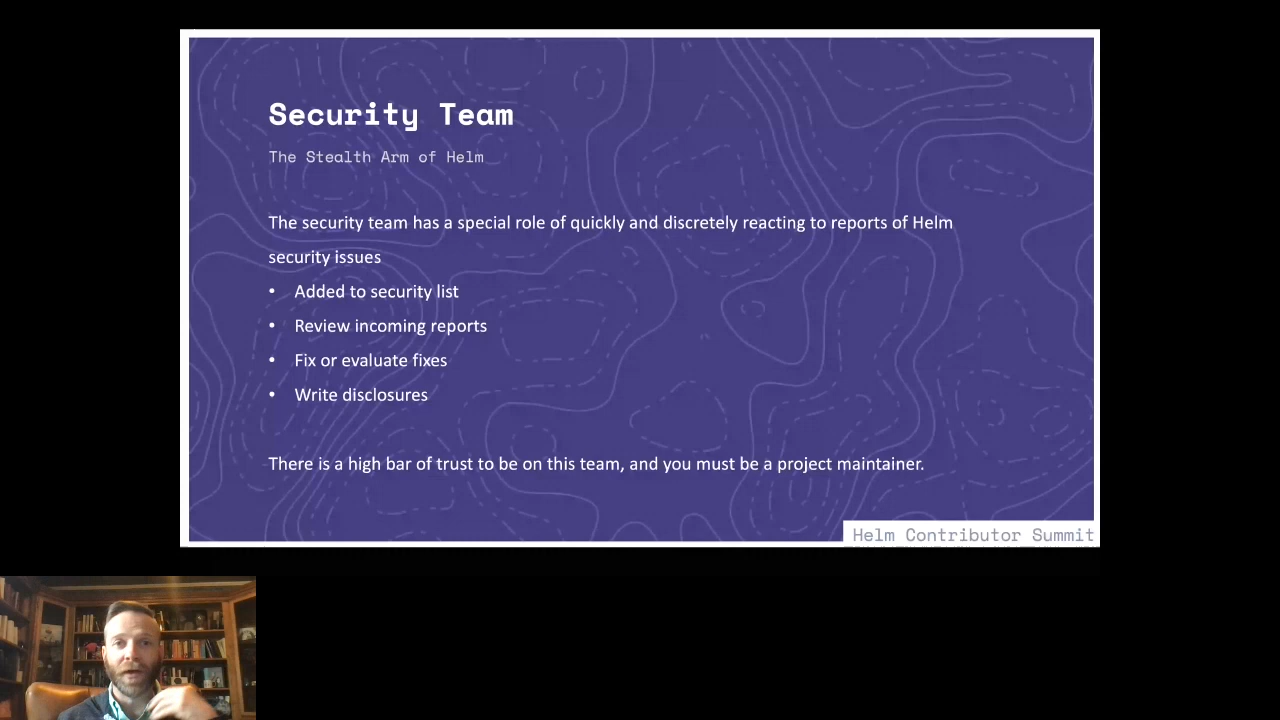 Security Team
The Stealth Arm of Helm
The security team has a special role of quickly and discretely reacting to reports of Helm
security issues
• Added to security list
• Review incoming reports
• Fix or evaluate fixes
• Write disclosures
There is a high bar of trust to be on this team, and you must be a project maintainer.
Helm Contributor Summit